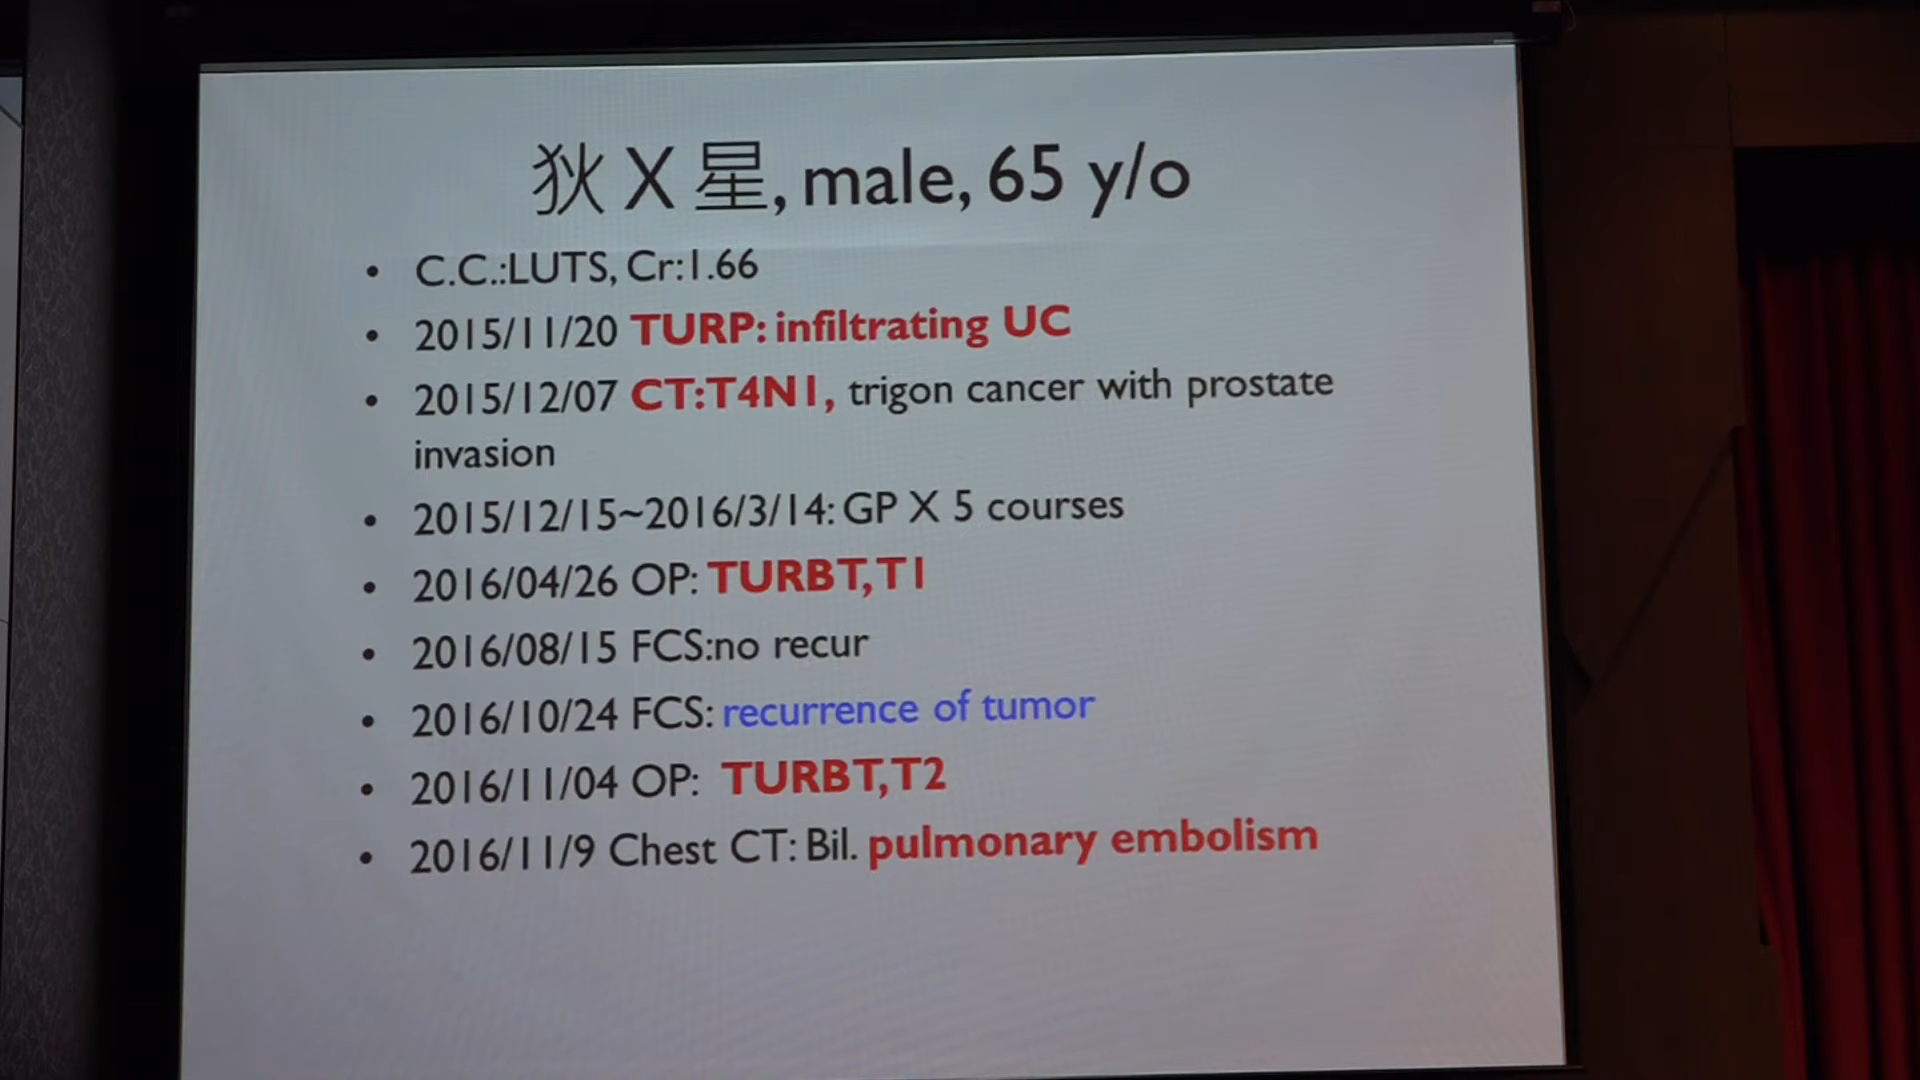 狄 X 星, male, 65 y/o
• C.C.:LUTS, Cr:1.66
• 2015/11/20 TURP: infiltrating UC
• 2015/12/07 CT:T4N1, trigon cancer with prostate
invasion
• 2015/12/15~2016/3/14: GP X 5 courses
• 2016/04/26 OP: TURBT,T1
• 2016/08/15 FCS:no recur
• 2016/10/24 FCS: recurrence of tumor
• 2016/11/04 OP: TURBT,T2
• 2016/11/9 Chest CT: Bil. pulmonary embolism